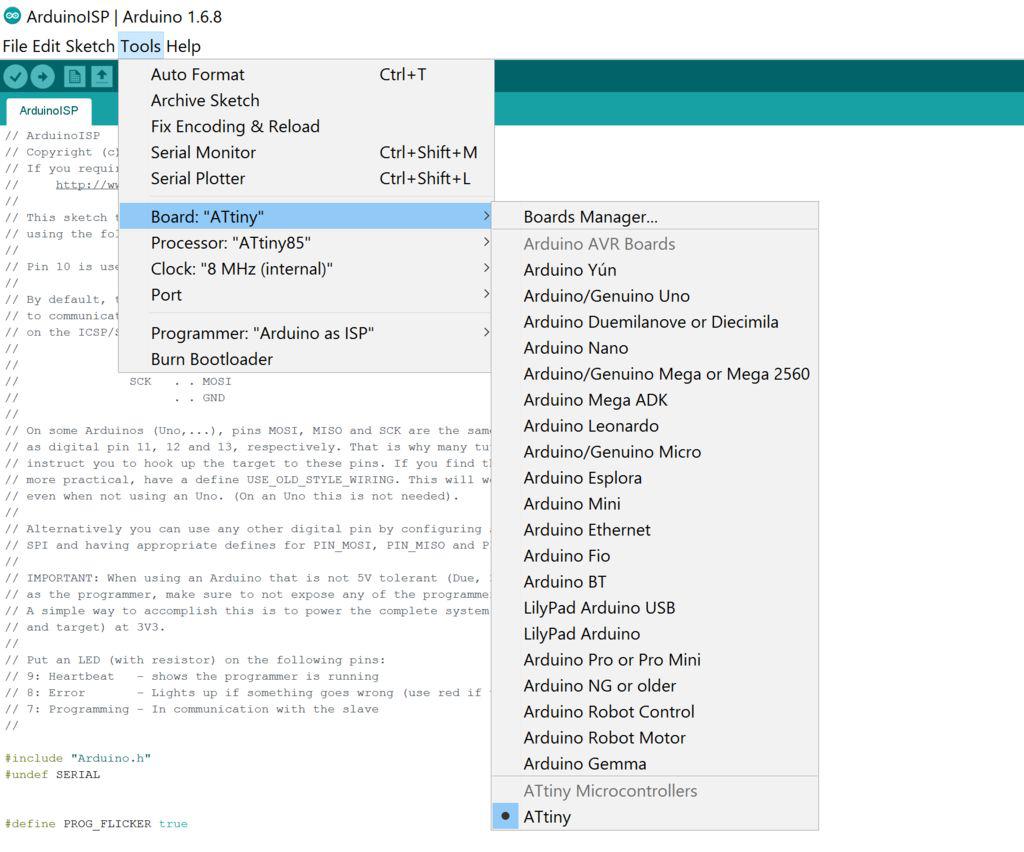 ArduinoISP | Arduino 1.6.8
File Edit Sketch Tools Help
ArduinoISP
Auto Format Ctrl+T
Archive Sketch
Fix Encoding & Reload
Serial Monitor Ctrl+Shift+M
Serial Plotter Ctrl+Shift+L
Board: "ATtiny"
Processor: "ATtiny85"
Clock: "8 MHz (internal)"
Port
Programmer: "Arduino as ISP"
Burn Bootloader
Boards Manager...
Arduino AVR Boards
Arduino Yún
Arduino/Genuino Uno
Arduino Duemilanove or Diecimila
Arduino Nano
Arduino/Genuino Mega or Mega 2560
Arduino Mega ADK
Arduino Leonardo
Arduino/Genuino Micro
Arduino Esplora
Arduino Mini
Arduino Ethernet
Arduino Fio
Arduino BT
LilyPad Arduino USB
LilyPad Arduino
Arduino Pro or Pro Mini
Arduino NG or older
Arduino Robot Control
Arduino Robot Motor
Arduino Gemma
ATtiny Microcontrollers
ATtiny
// ArduinoISP
// Copyright (c)
// If you
// http://
//
// This sketch
// using the
//
// Pin 10 is
//
// By default,
// to
// on the
//
//
// SCK . . MOSI
// . . GND
//
// On some Arduinos (Uno,...), pins MOSI, MISO and SCK are the
// as digital pin 11, 12 and 13, respectively. That is why many
// instruct you to hook up the target to these pins. If you find
// more practical, have a define USE_OLD_STYLE_WIRING. This will
// even when not using an Uno. (On an Uno this is not needed).
//
// Alternatively you can use any other digital pin by configuring
// SPI and having appropriate defines for PIN_MOSI, PIN_MISO and
//
// IMPORTANT: When using an Arduino that is not 5V tolerant (Due,
// as the programmer, make sure to not expose any of the
// A simple way to accomplish this is to power the complete system
// and target) at 3V3.
//
// Put an LED (with resistor) on the following pins:
// 9: Heartbeat - shows the programmer is running
// 8: Error - Lights up if something goes wrong (use red if
// 7: Programming - In communication with the slave
//
#include "Arduino.h"
#undef SERIAL
#define PROG_FLICKER true